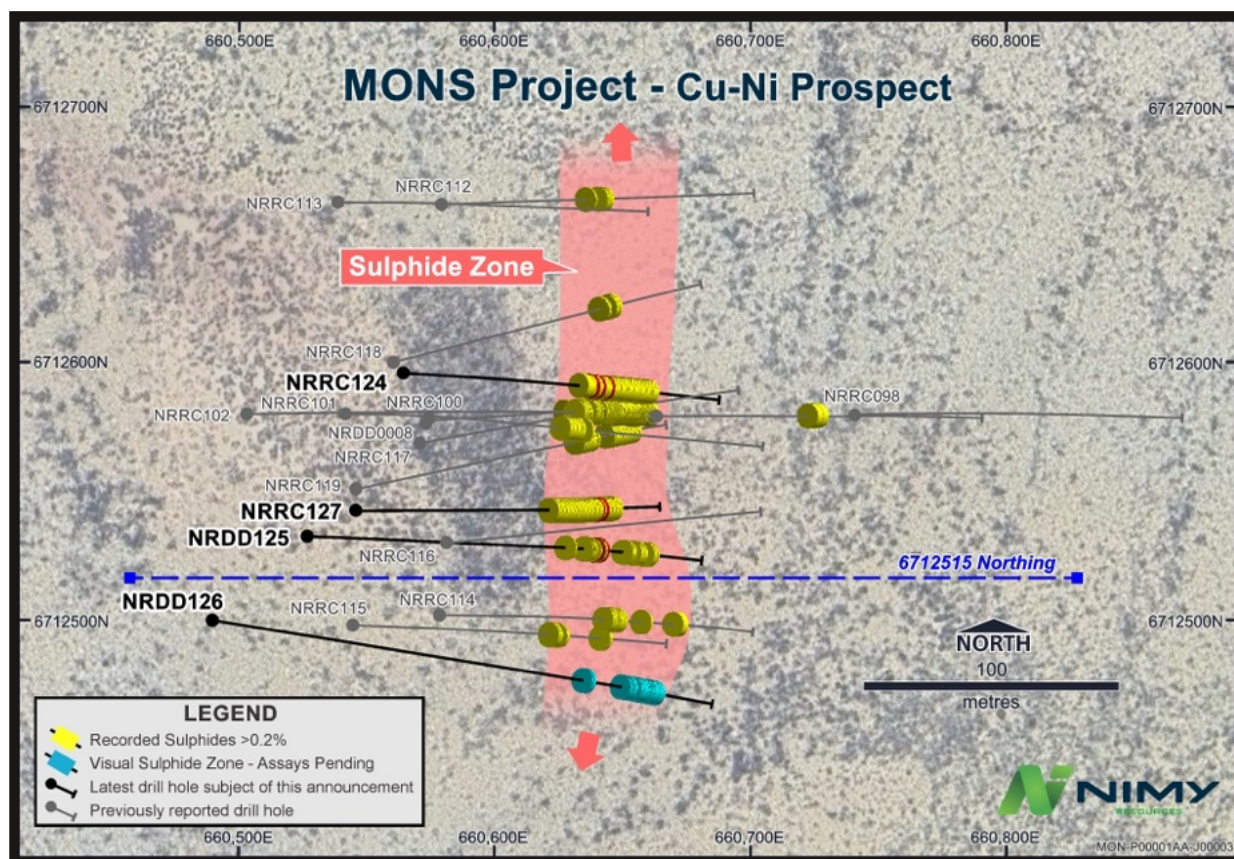 660,500E
660,600E
660,700E
660,800E
MONS Project - Cu-Ni Prospect
6712700N
6712700N
NRRC112
NRRC113
Sulphide Zone
NRRC118
6712600N
6712600N
NRRC124
NRRC101
NRRC100
NRRC098
NRRC102
NRDD0008
NRRC117
NRRC119
NRRC127
NRDD125
NRRC116
6712515 Northing
NRDD126
NRRC115
NRRC114
6712500N
6712500N
NORTH
100
metres
LEGEND
Recorded Sulphides >0.2%
Visual Sulphide Zone - Assays Pending
Latest drill hole subject of this announcement
Previously reported drill hole
NIMY
RESOURCES
660,500E
660,600E
660,700E
660,800E
MON-P00001AA-J00003